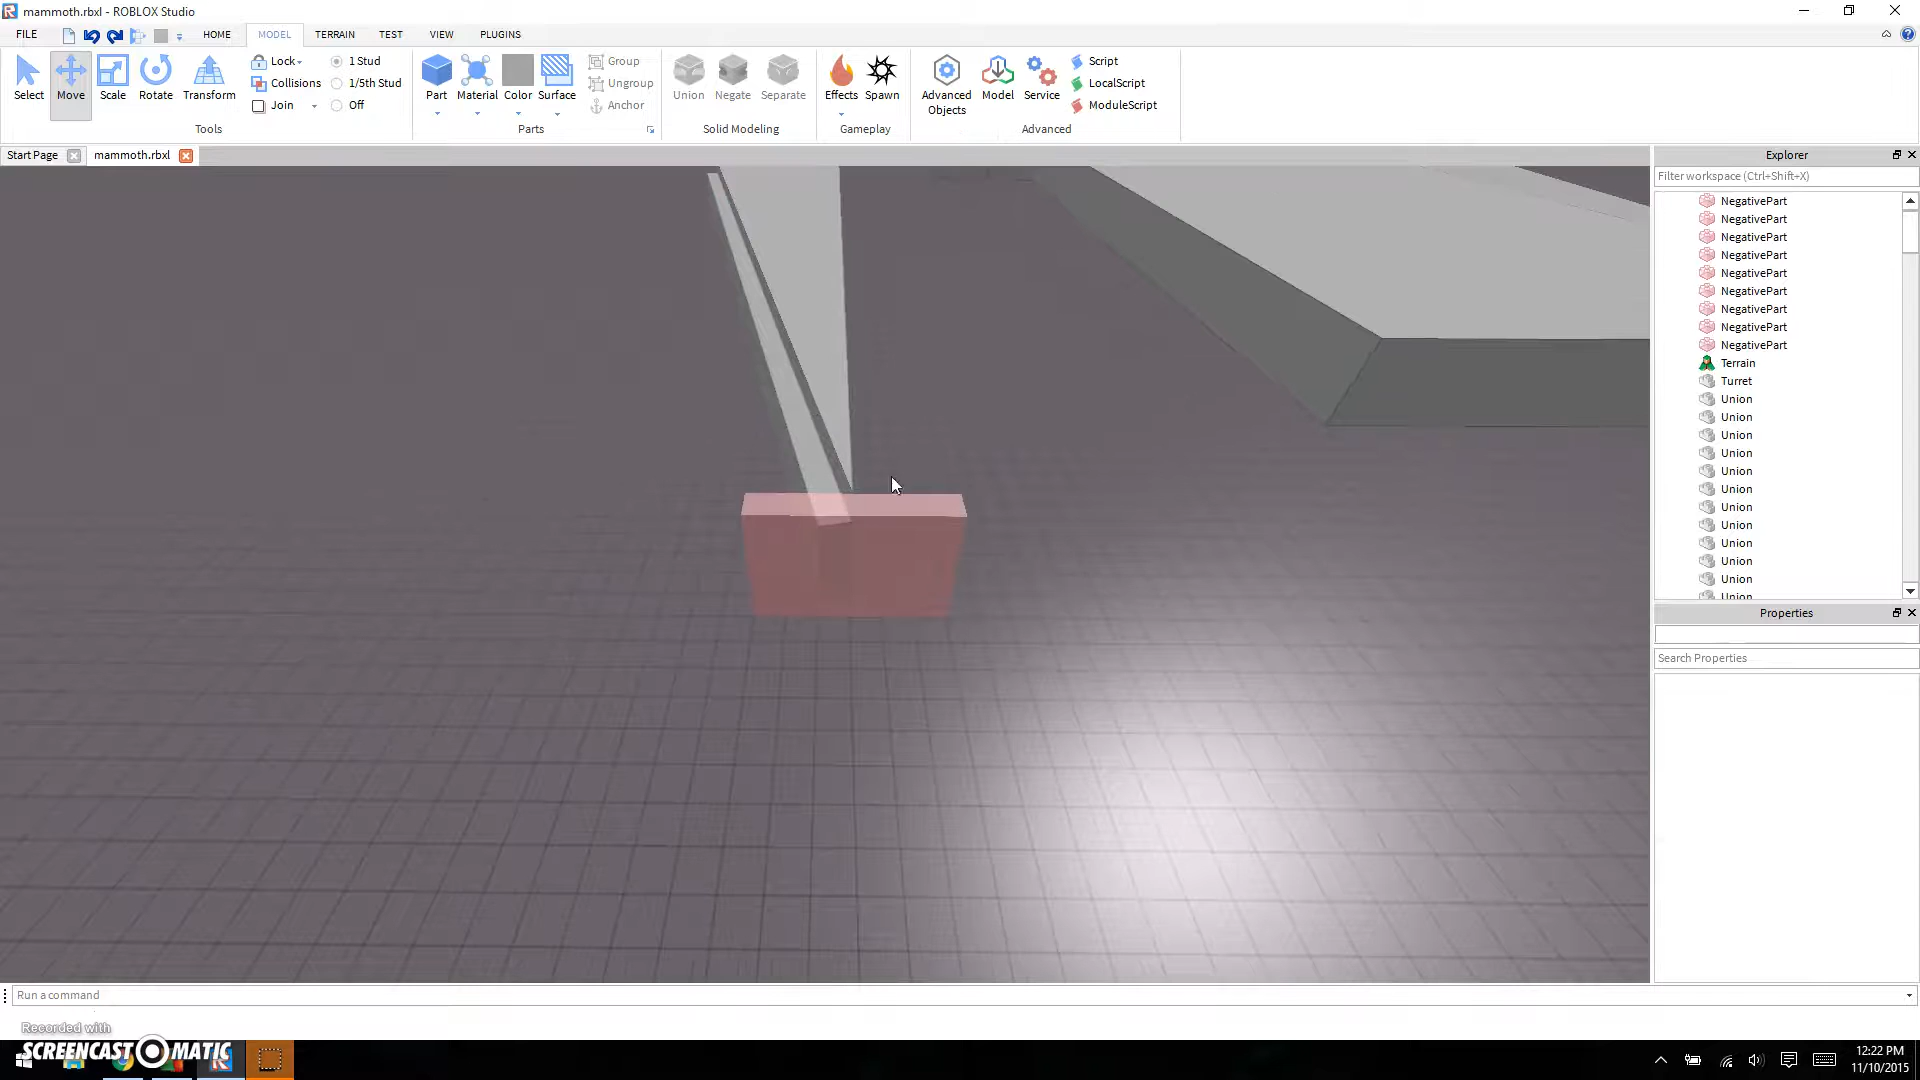 mammoth.rbxl - ROBLOX Studio
FILE HOME MODEL TERRAIN TEST VIEW PLUGINS
Select Move Scale Rotate Transform
Lock
Collisions
Join
1 Stud
1/5th Stud
Off
Tools
Part Material Color Surface
Group
Ungroup
Anchor
Parts
Union Negate Separate
Solid Modeling
Effects Spawn
Gameplay
Advanced Objects Model Service
Script
LocalScript
ModuleScript
Advanced
Start Page mammoth.rbxl
Explorer
Filter workspace (Ctrl+Shift+X)
NegativePart
NegativePart
NegativePart
NegativePart
NegativePart
NegativePart
NegativePart
NegativePart
NegativePart
Terrain
Turret
Union
Union
Union
Union
Union
Union
Union
Union
Union
Union
Union
Union
Properties
Search Properties
Run a command
Recorded with
SCREENCAST MATIC
12:22 PM
11/10/2015